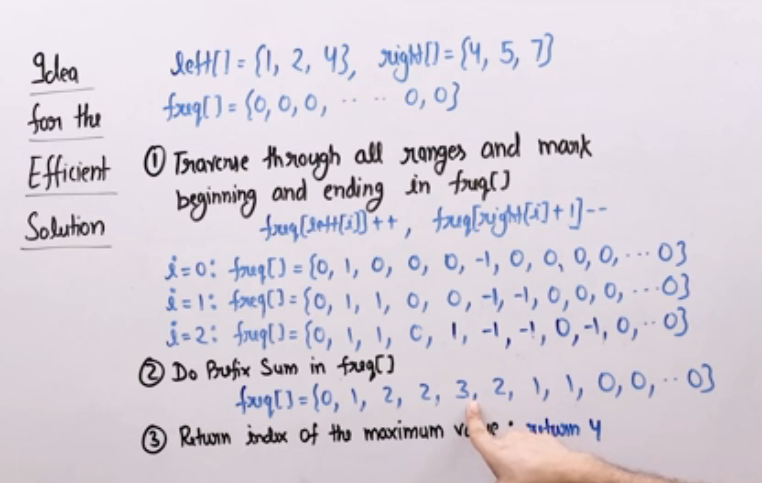 Idea
for the
Efficient
Solution
left[] = {1, 2, 4}, right[] = {4, 5, 7}
freq[] = {0, 0, 0, ‥ ‥ 0, 0}
① Traverse through all ranges and mark
beginning and ending in freq[]
freq[left[i]]++, freq[right[i]+1]--
i=0: freq[] = {0, 1, 0, 0, 0, -1, 0, 0, 0, 0, ... 0}
i=1: freq[] = {0, 1, 1, 0, 0, -1, -1, 0, 0, 0, ... 0}
i=2: freq[] = {0, 1, 1, 0, 1, -1, -1, 0, -1, 0, .. 0}
② Do Prefix Sum in freq[]
freq[] = {0, 1, 2, 2, 3, 2, 1, 1, 0, 0, .. 0}
③ Return index of the maximum : return 4